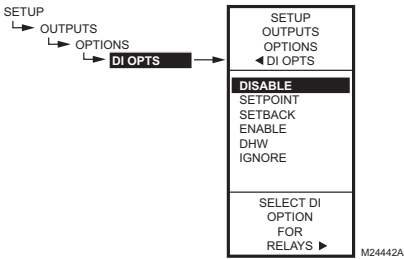 SETUP
OUTPUTS
OPTIONS
DI OPTS
SETUP
OUTPUTS
OPTIONS
◄ DI OPTS
DISABLE
SETPOINT
SETBACK
ENABLE
DHW
IGNORE
SELECT DI
OPTION
FOR
RELAYS ►
M24442A